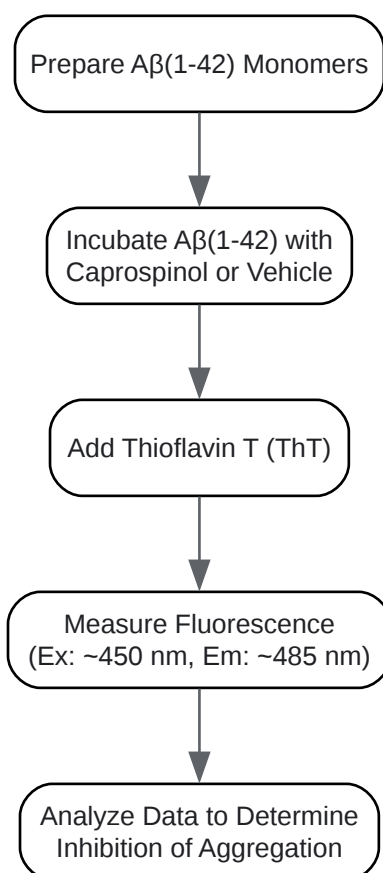 Prepare Aβ(1-42) Monomers
Incubate Aβ(1-42) with
Caprospinol or Vehicle
Add Thioflavin T (ThT)
Measure Fluorescence
(Ex: ~450 nm, Em: ~485 nm)
Analyze Data to Determine
Inhibition of Aggregation